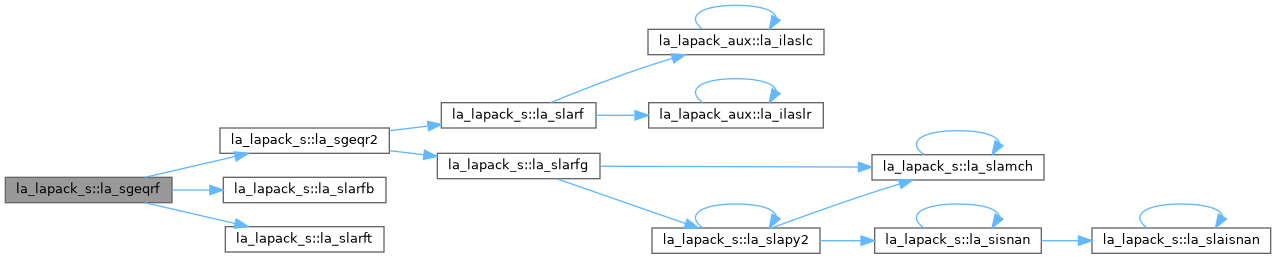 la_lapack_aux::la_ilaslc
la_lapack_s::la_slarf
la_lapack_aux::la_ilaslr
la_lapack_s::la_sgeqr2
la_lapack_s::la_slarfg
la_lapack_s::la_slamch
la_lapack_s::la_sgeqrf
la_lapack_s::la_slarfb
la_lapack_s::la_slarft
la_lapack_s::la_slapy2
la_lapack_s::la_sisnan
la_lapack_s::la_slaisnan